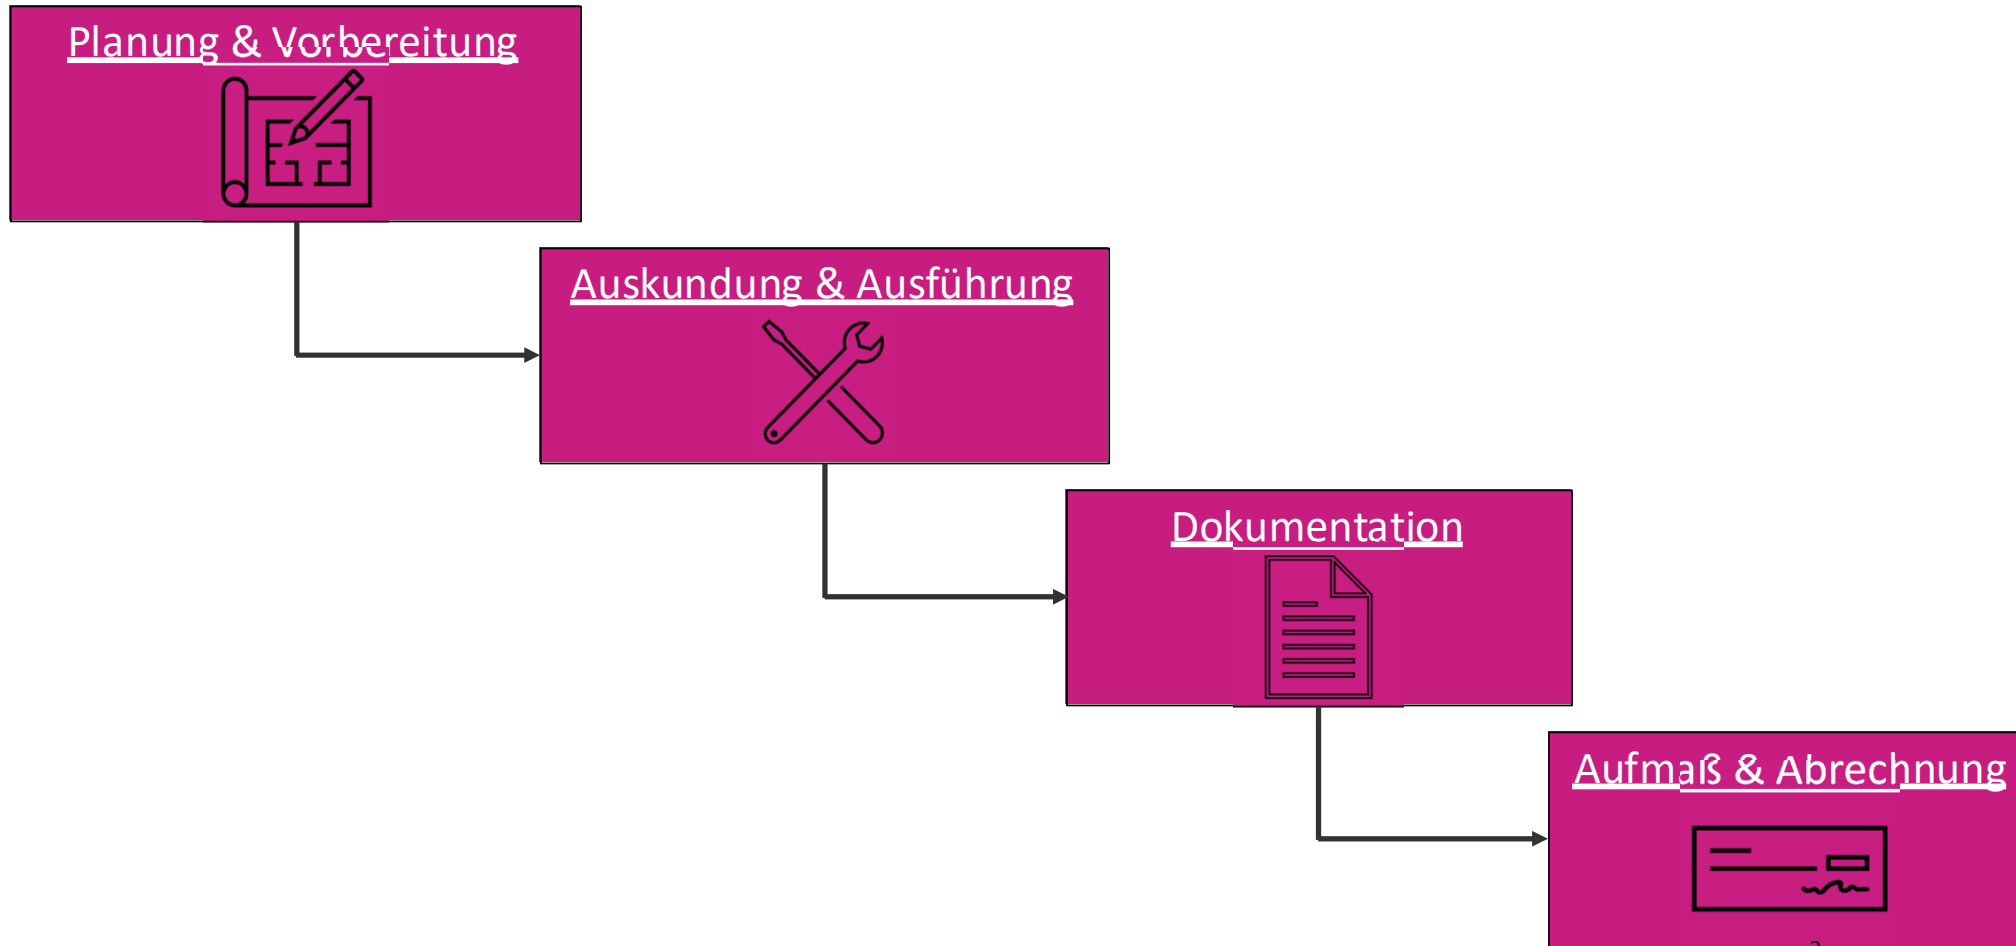 Planung & Vorbereitung
Auskundung & Ausführung
Dokumentation
Aufmaß & Abrechnung